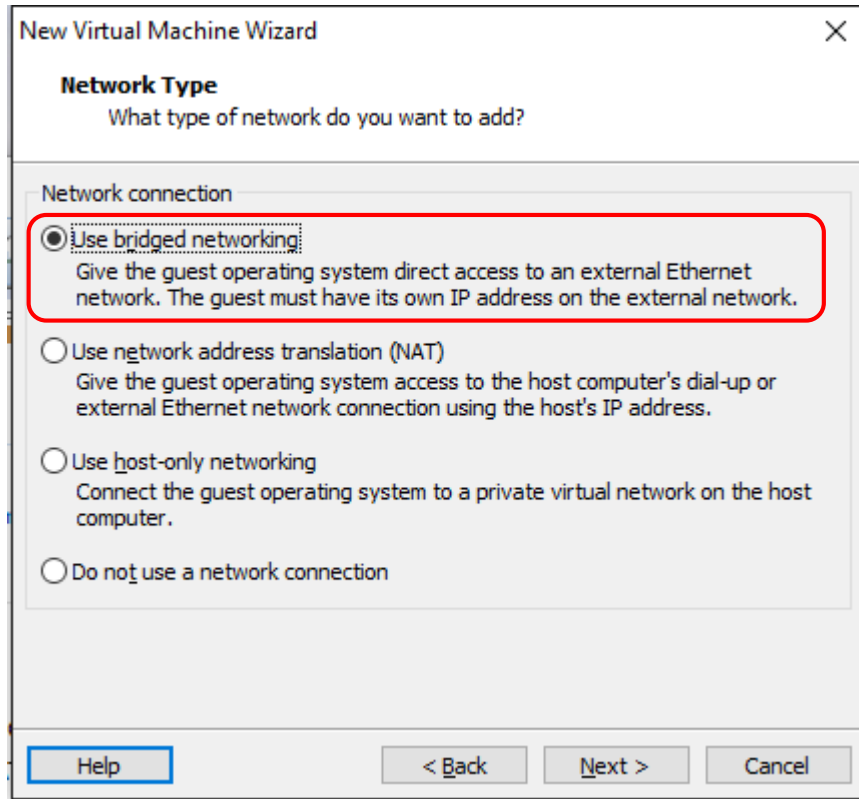 New Virtual Machine Wizard
Network Type
What type of network do you want to add?
Network connection
Use bridged networking
Give the guest operating system direct access to an external Ethernet
network. The guest must have its own IP address on the external network.
Use network address translation (NAT)
Give the guest operating system access to the host computer's dial-up or
external Ethernet network connection using the host's IP address.
Use host-only networking
Connect the guest operating system to a private virtual network on the host
computer.
Do not use a network connection
Help < Back Next > Cancel